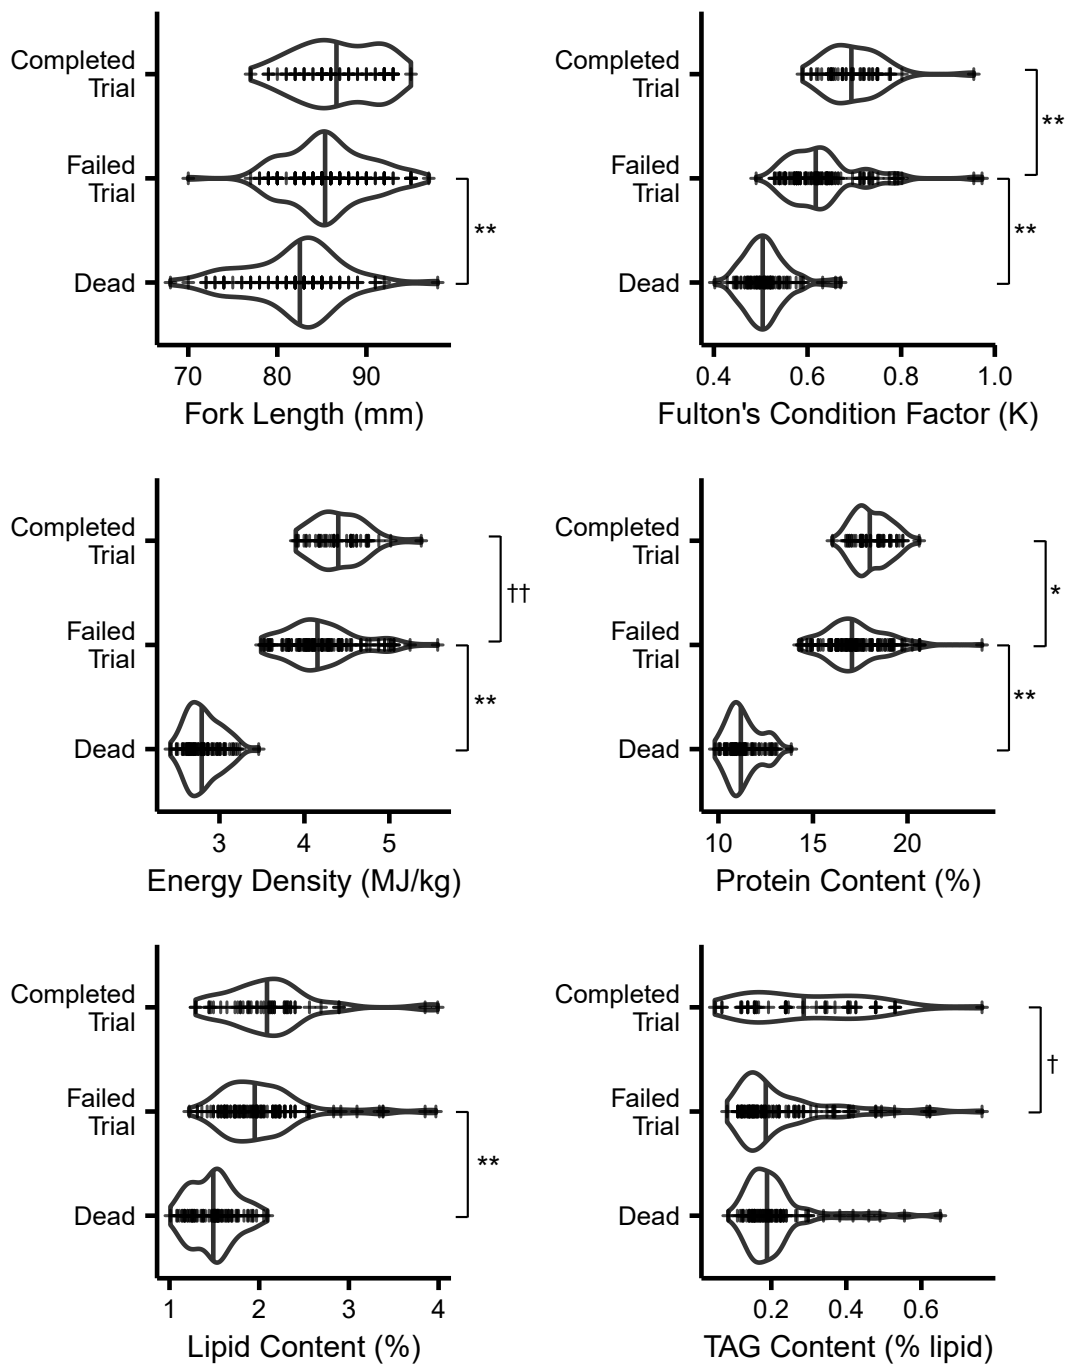 Completed
Trial
Failed
Trial
**
Dead
70 80 90
Fork Length (mm)
Completed
Trial
**
Failed
Trial
**
Dead
0.4 0.6 0.8 1.0
Fulton's Condition Factor (K)
Completed
Trial
††
Failed
Trial
**
Dead
3 4 5
Energy Density (MJ/kg)
Completed
Trial
*
Failed
Trial
**
Dead
10 15 20
Protein Content (%)
Completed
Trial
Failed
Trial
**
Dead
1 2 3 4
Lipid Content (%)
Completed
Trial
†
Failed
Trial
Dead
0.2 0.4 0.6
TAG Content (% lipid)